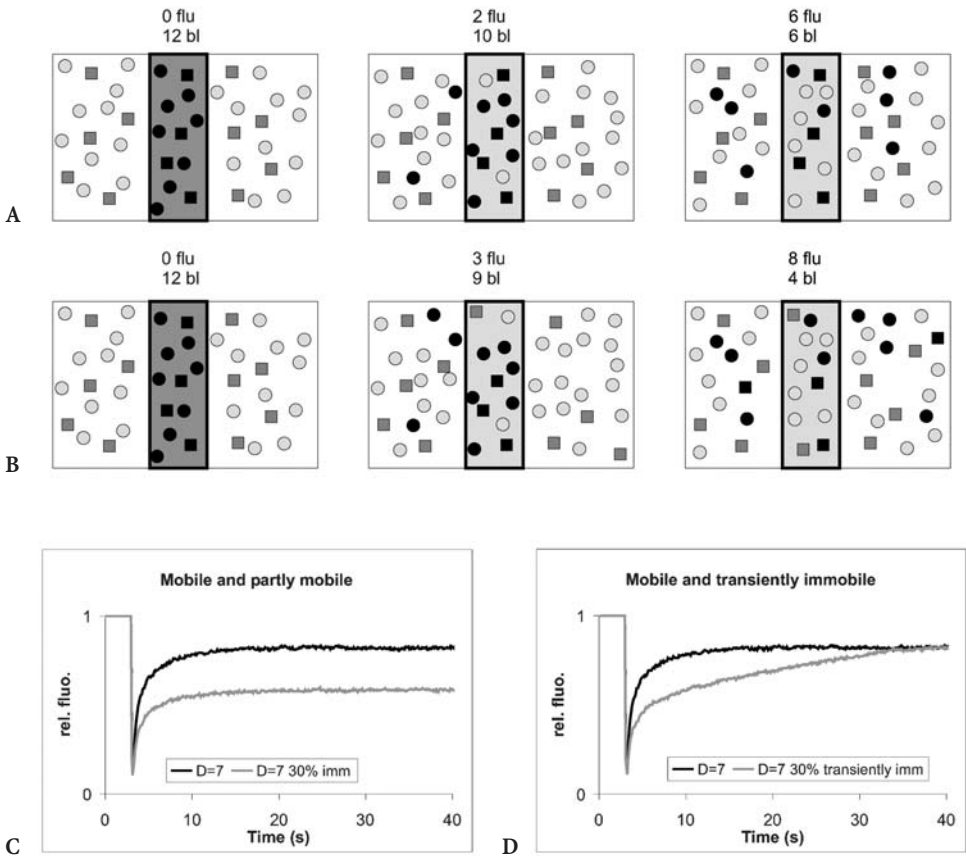 0 flu
12 bl
2 flu
10 bl
6 flu
6 bl
A
0 flu
12 bl
3 flu
9 bl
8 flu
4 bl
B
Mobile and partly mobile
1
rel. fluo.
D=7 D=7 30% imm
0
0 10 20 30 40
Time (s)
C
Mobile and transiently immobile
1
rel. fluo.
D=7 D=7 30% transiently imm
0
0 10 20 30 40
Time (s)
D